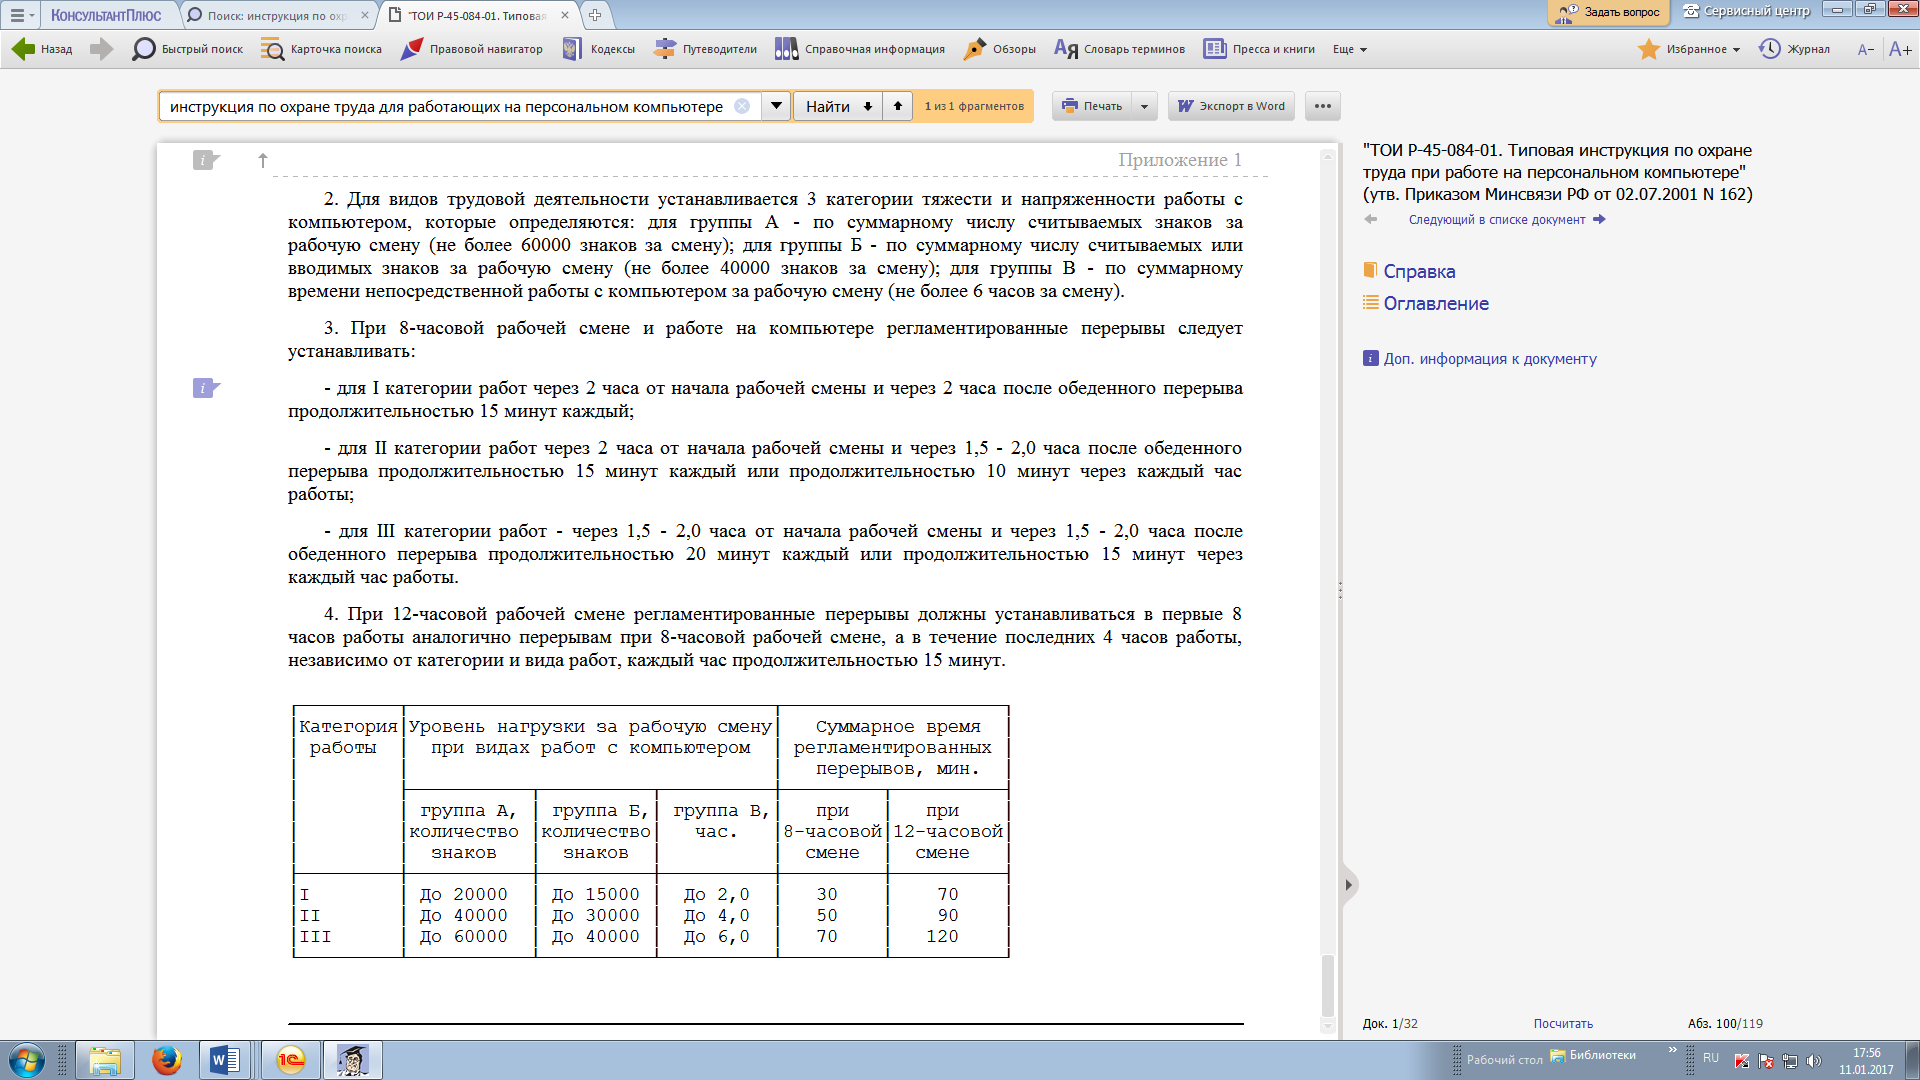 КонсультантПлюс
Поиск: инструкция по охр
"ТОИ Р-45-084-01. Типовая
Задать вопрос
Сервисный центр
Назад
Быстрый поиск
Карточка поиска
Правовой навигатор
Кодексы
Путеводители
Справочная информация
Обзоры
Словарь терминов
Пресса и книги
Еще
Избранное
Журнал
А-
А+
инструкция по охране труда для работающих на персональном компьютере
Найти
1 из 1 фрагментов
Печать
Экспорт в Word
Приложение 1
2. Для видов трудовой деятельности устанавливается 3 категории тяжести и напряженности работы с
компьютером, которые определяются: для группы А - по суммарному числу считываемых знаков за
рабочую смену (не более 60000 знаков за смену); для группы Б - по суммарному числу считываемых или
вводимых знаков за рабочую смену (не более 40000 знаков за смену); для группы В - по суммарному
времени непосредственной работы с компьютером за рабочую смену (не более 6 часов за смену).
3. При 8-часовой рабочей смене и работе на компьютере регламентированные перерывы следует
устанавливать:
- для I категории работ через 2 часа от начала рабочей смены и через 2 часа после обеденного перерыва
продолжительностью 15 минут каждый;
- для II категории работ через 2 часа от начала рабочей смены и через 1,5 - 2,0 часа после обеденного
перерыва продолжительностью 15 минут каждый или продолжительностью 10 минут через каждый час
работы;
- для III категории работ - через 1,5 - 2,0 часа от начала рабочей смены и через 1,5 - 2,0 часа после
обеденного перерыва продолжительностью 20 минут каждый или продолжительностью 15 минут через
каждый час работы.
4. При 12-часовой рабочей смене регламентированные перерывы должны устанавливаться в первые 8
часов работы аналогично перерывам при 8-часовой рабочей смене, а в течение последних 4 часов работы,
независимо от категории и вида работ, каждый час продолжительностью 15 минут.
Категория Уровень нагрузки за рабочую смену Суммарное время
работы при видах работ с компьютером регламентированных
перерывов, мин.
группа А, группа Б, группа В, при при
количество количество час. 8-часовой 12-часовой
знаков знаков смене смене
I До 20000 До 15000 До 2,0 30 70
II До 40000 До 30000 До 4,0 50 90
III До 60000 До 40000 До 6,0 70 120
"ТОИ Р-45-084-01. Типовая инструкция по охране
труда при работе на персональном компьютере"
(утв. Приказом Минсвязи РФ от 02.07.2001 N 162)
Следующий в списке документ
Справка
Оглавление
Доп. информация к документу
Док. 1/32
Посчитать
Абз. 100/119
Рабочий стол
Библиотеки
RU
17:56
11.01.2017